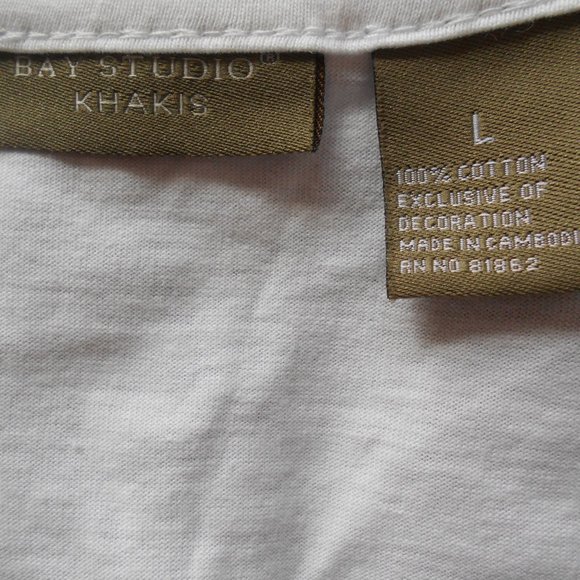 BAY STUDIO®
KHAKIS
L
100% COTTON
EXCLUSIVE OF
DECORATION
MADE IN CAMBODI
RN NO 81862